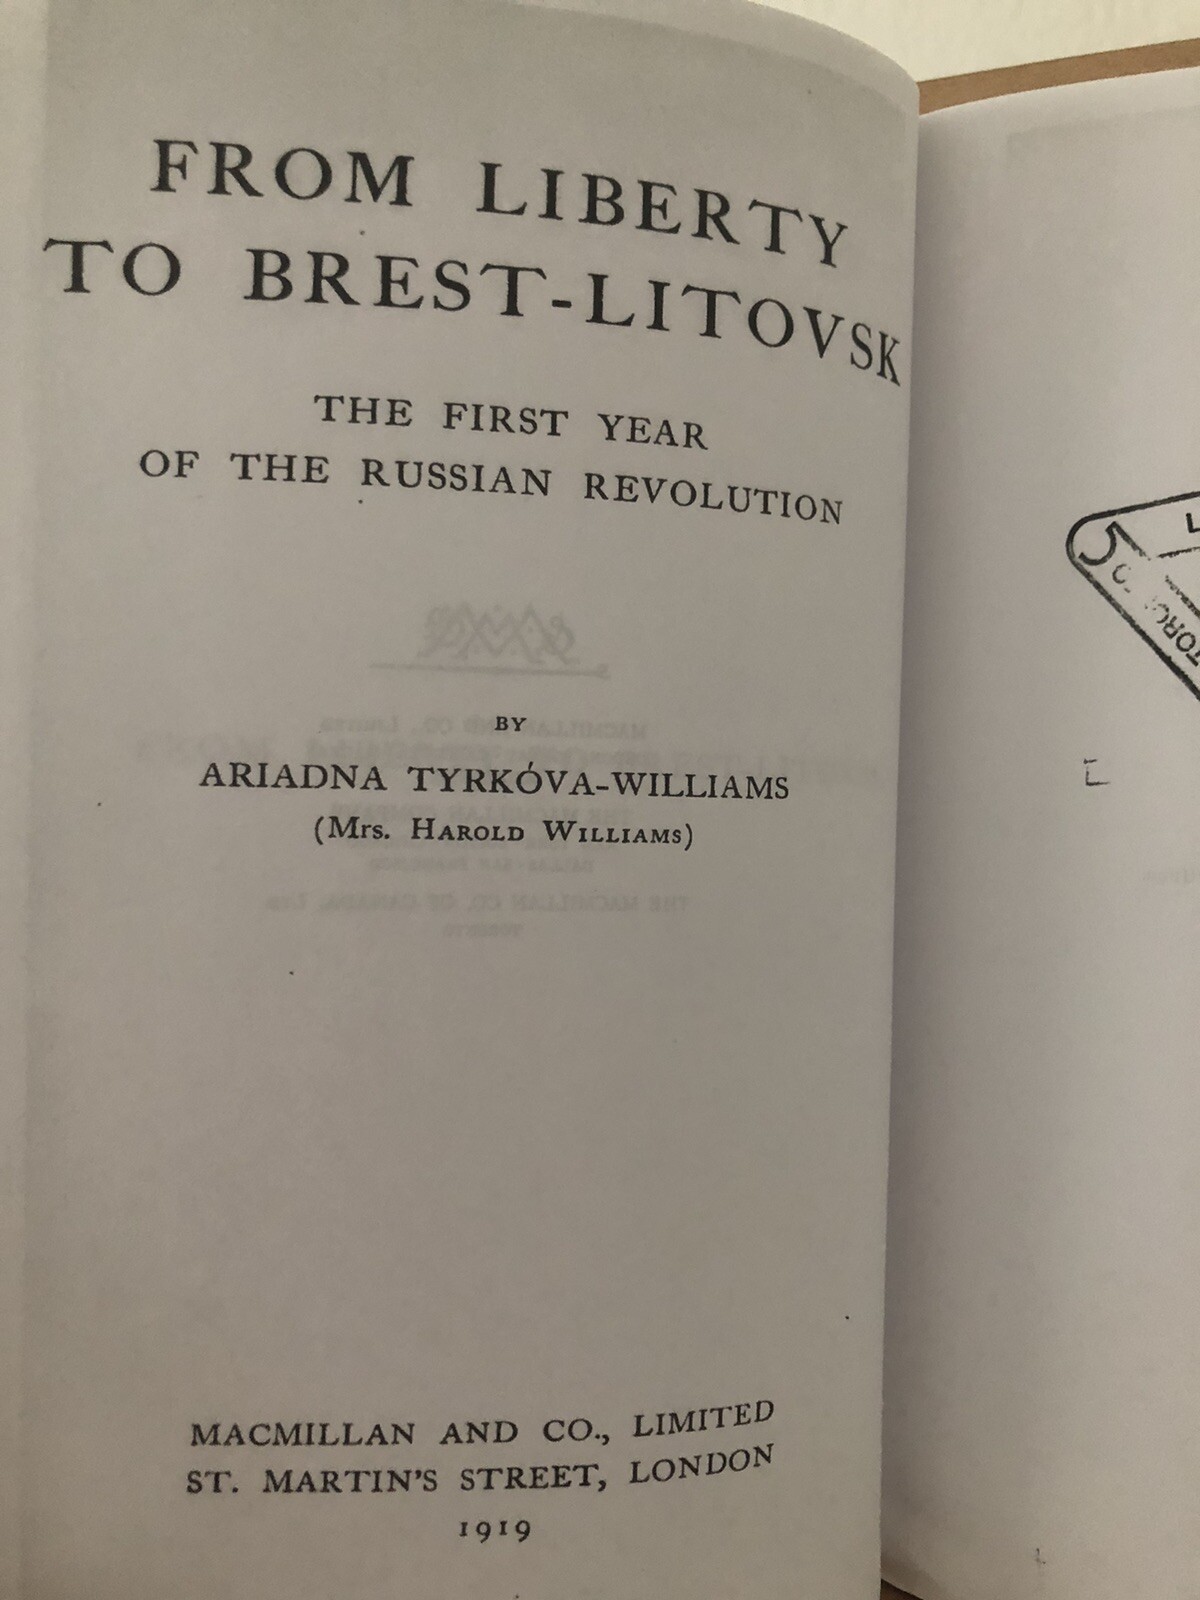 FROM LIBERTY
TO BREST-LITOVSK
THE FIRST YEAR
OF THE RUSSIAN REVOLUTION
BY
ARIADNA TYRKÓVA-WILLIAMS
(Mrs. Harold Williams)
MACMILLAN AND CO., LIMITED
ST. MARTIN'S STREET, LONDON
1919